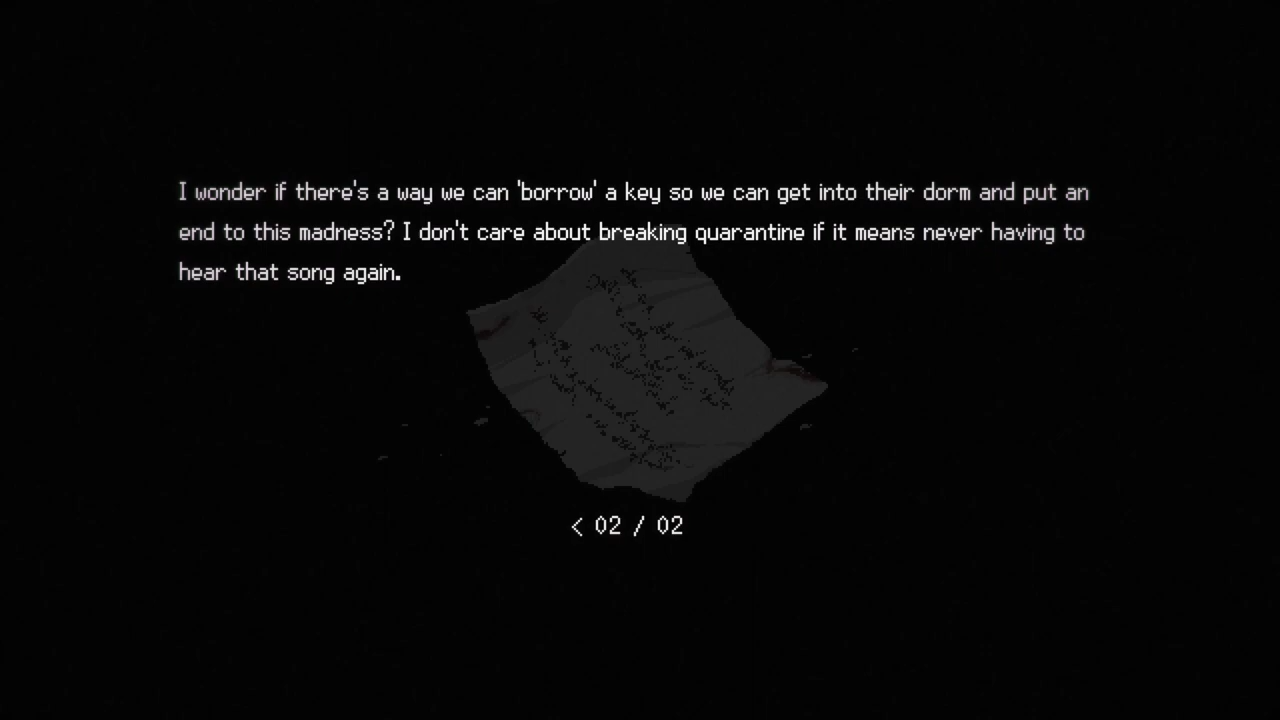 I wonder if there's a way we can 'borrow' a key so we can get into their dorm and put an
end to this madness? I don't care about breaking quarantine if it means never having to
hear that song again.
< 02 / 02